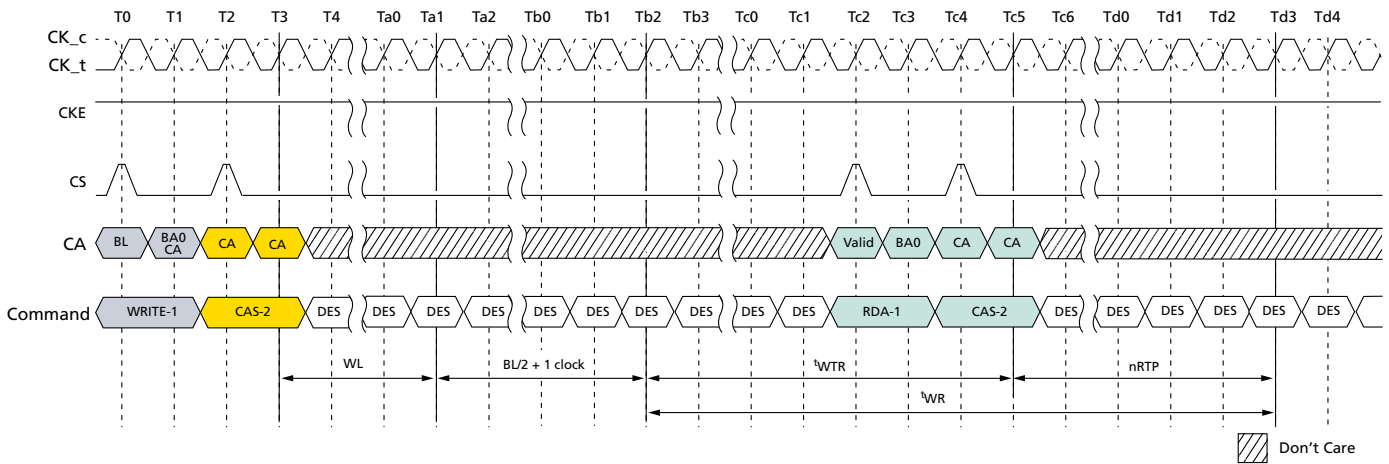 T0 T1 T2 T3 T4 Ta0 Ta1 Ta2 Tb0 Tb1 Tb2 Tb3 Tc0 Tc1 Tc2 Tc3 Tc4 Tc5 Tc6 Td0 Td1 Td2 Td3 Td4
CK_c
CK_t
CKE
CS
CA BL BA0 CA CA CA Valid BA0 CA CA
Command WRITE-1 CAS-2 DES DES DES DES DES DES DES DES DES DES RDA-1 CAS-2 DES DES DES DES DES DES
WL BL/2 + 1 clock tWTR nRTP
tWR
Don't Care